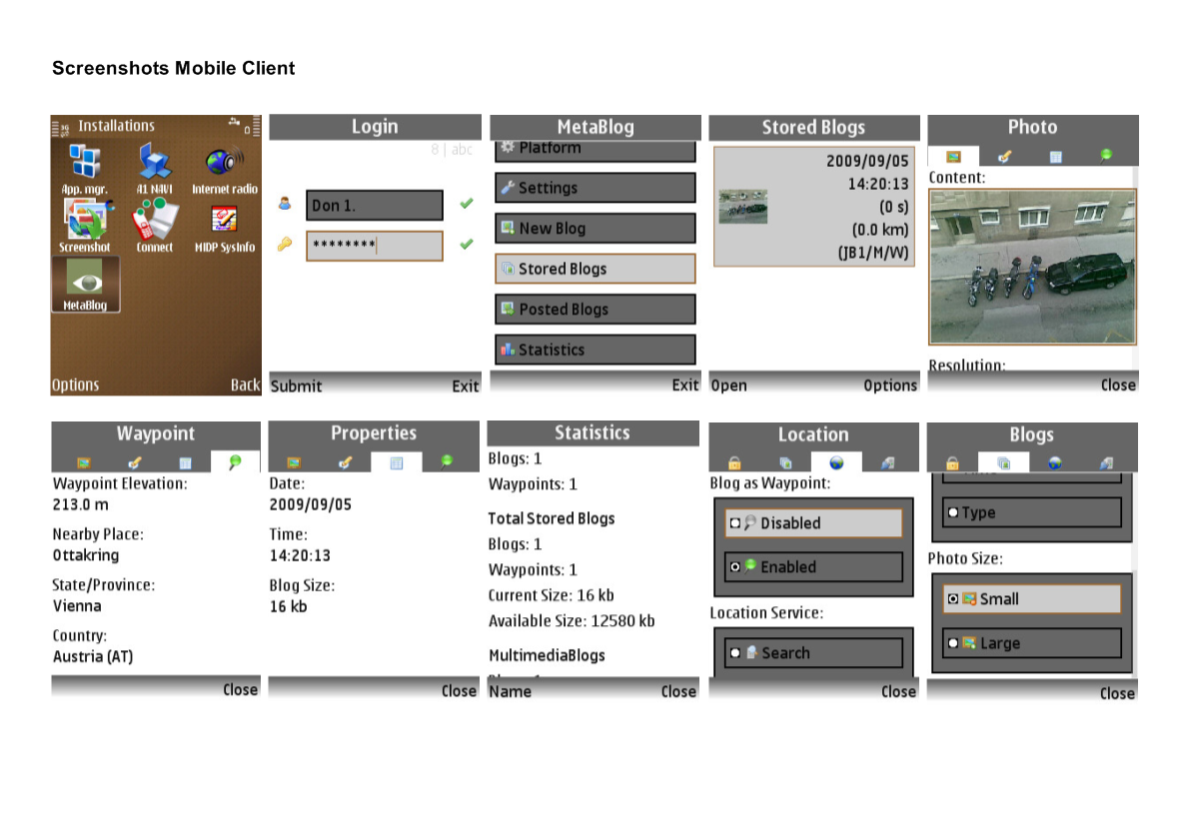 Screenshots Mobile Client
Installations
App. mgr.
A1 NAVI
Internet radio
Screenshot
Connect
MIDP SysInfo
MetaBlog
Options
Back
Login
8 | abc
Don 1.
********
Submit
Exit
MetaBlog
Platform
Settings
New Blog
Stored Blogs
Posted Blogs
Statistics
Exit
Stored Blogs
2009/09/05
14:20:13
(0 s)
(0.0 km)
(JB1/M/W)
Open
Options
Photo
Content:
Resolution:
Close
Waypoint
Waypoint Elevation:
213.0 m
Nearby Place:
Ottakring
State/Province:
Vienna
Country:
Austria (AT)
Close
Properties
Date:
2009/09/05
Time:
14:20:13
Blog Size:
16 kb
Close
Statistics
Blogs: 1
Waypoints: 1
Total Stored Blogs
Blogs: 1
Waypoints: 1
Current Size: 16 kb
Available Size: 12580 kb
MultimediaBlogs
Name
Close
Location
Blog as Waypoint:
Disabled
Enabled
Location Service:
Search
Close
Blogs
Type
Photo Size:
Small
Large
Close